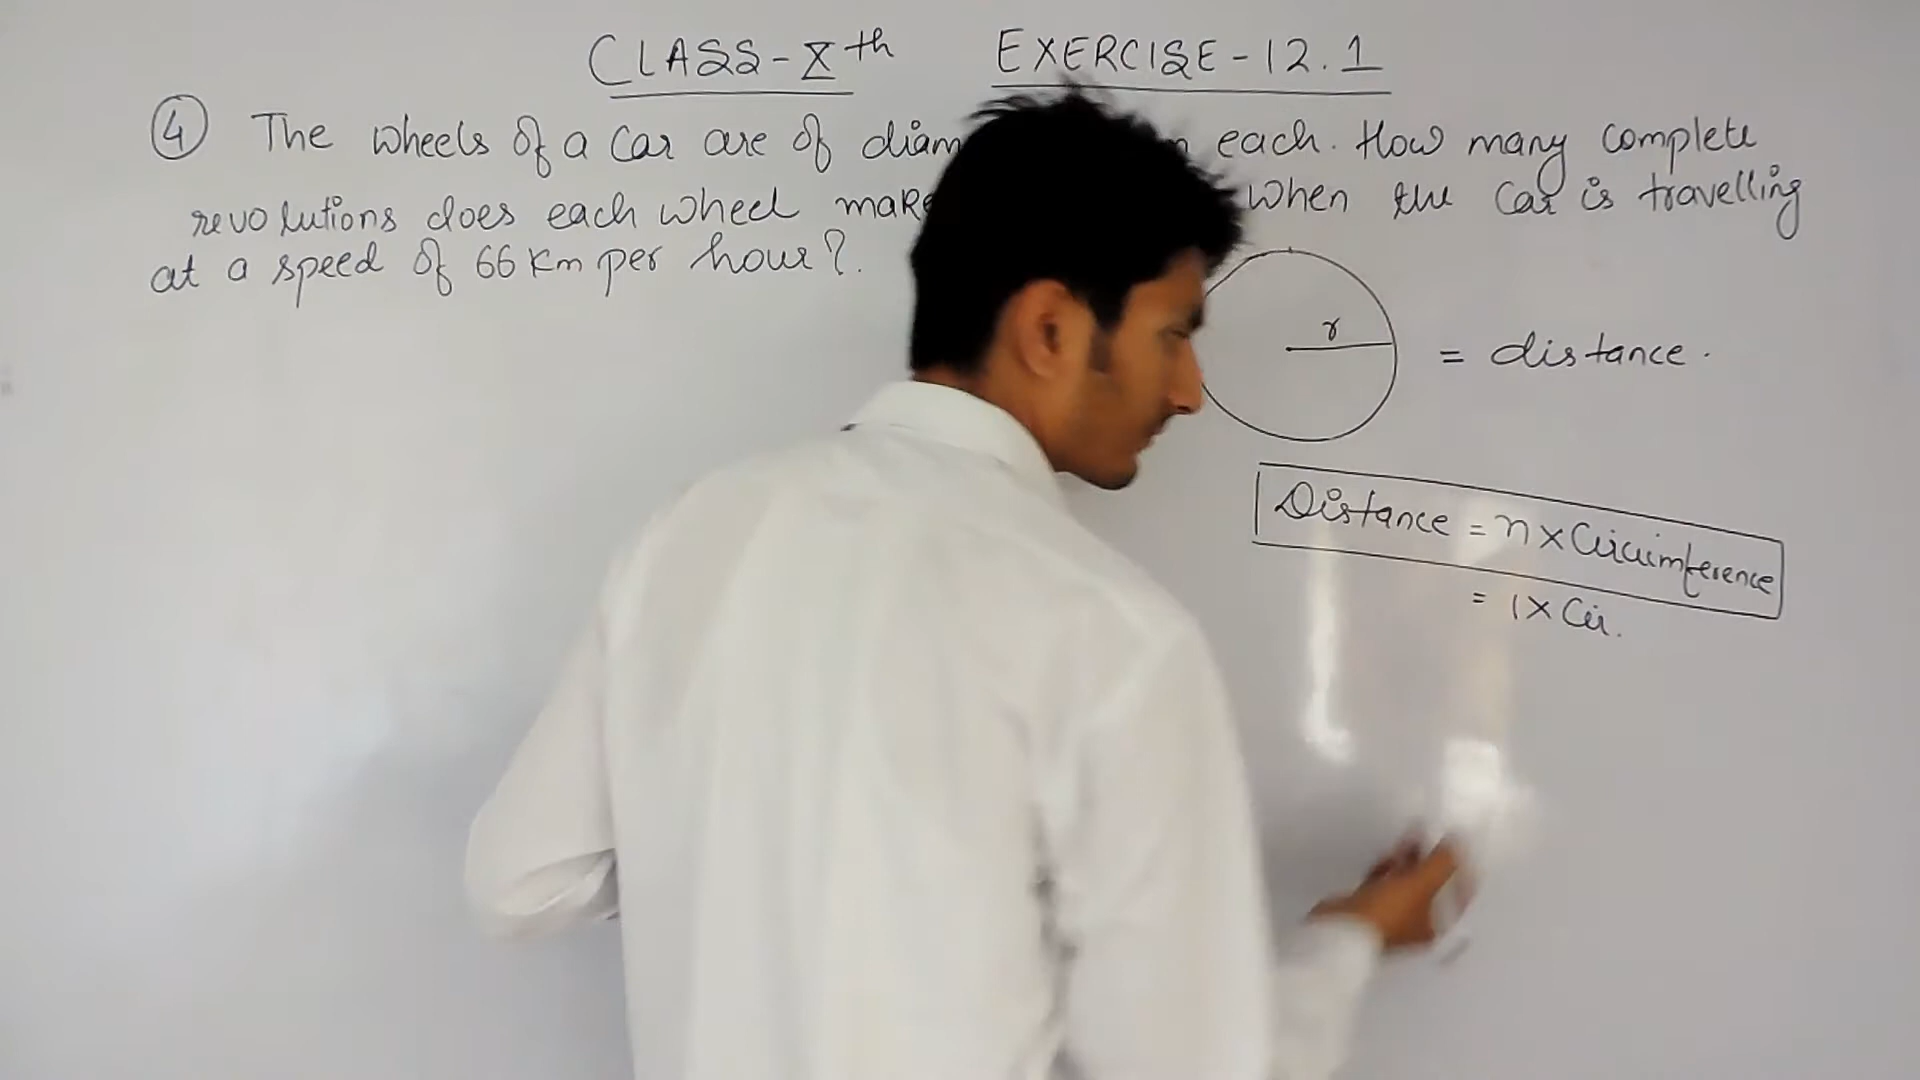 CLASS-Xth EXERCISE-12.1
4 The wheels of a car are of diam each. How many complete
revolutions does each wheel make when the car is travelling
at a speed of 66 Km per hour?
r
= distance.
Distance = n × Circumference
= 1 × Cir.